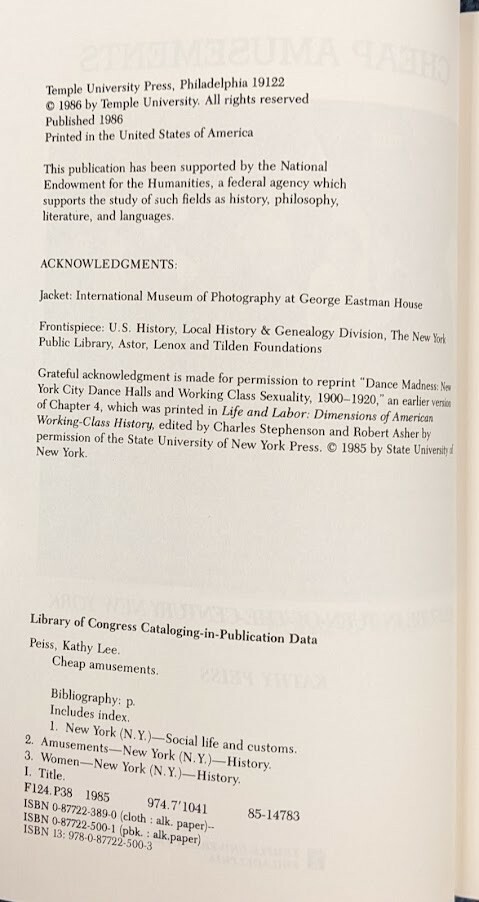 CHEAP AMUSEMENTS
Temple University Press, Philadelphia 19122
© 1986 by Temple University. All rights reserved
Published 1986
Printed in the United States of America
This publication has been supported by the National
Endowment for the Humanities, a federal agency which
supports the study of such fields as history, philosophy,
literature, and languages.
ACKNOWLEDGMENTS:
Jacket: International Museum of Photography at George Eastman House
Frontispiece: U.S. History, Local History & Genealogy Division, The New York
Public Library, Astor, Lenox and Tilden Foundations
Grateful acknowledgment is made for permission to reprint "Dance Madness: New
York City Dance Halls and Working Class Sexuality, 1900–1920," an earlier version
of Chapter 4, which was printed in Life and Labor: Dimensions of American
Working-Class History, edited by Charles Stephenson and Robert Asher by
permission of the State University of New York Press. © 1985 by State University of
New York.
Library of Congress Cataloging-in-Publication Data
Peiss, Kathy Lee.
Cheap amusements.
Bibliography: p.
Includes index.
1. New York (N.Y.)—Social life and customs.
2. Amusements—New York (N.Y.)—History.
3. Women—New York (N.Y.)—History.
I. Title.
F124.P38 1985 974.7'1041 85-14783
ISBN 0-87722-389-0 (cloth : alk. paper)–
ISBN 0-87722-500-1 (pbk. : alk.paper)
ISBN 13: 978-0-87722-500-3
KATHY PEISS